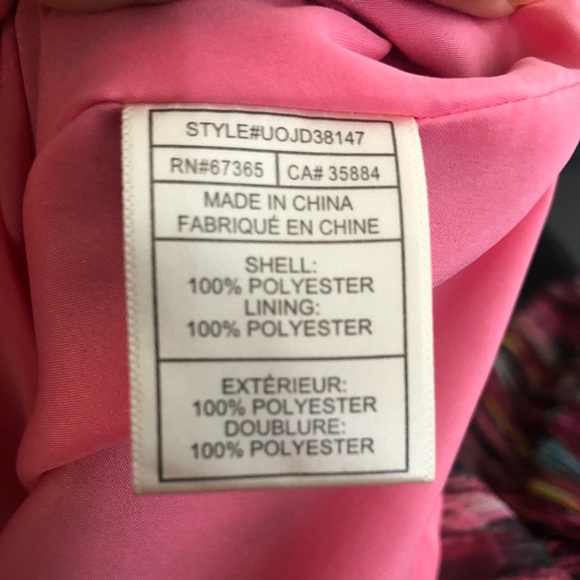 STYLE#UOJD38147
RN#67365 CA# 35884
MADE IN CHINA
FABRIQUÉ EN CHINE
SHELL:
100% POLYESTER
LINING:
100% POLYESTER
EXTÉRIEUR:
100% POLYESTER
DOUBLURE:
100% POLYESTER